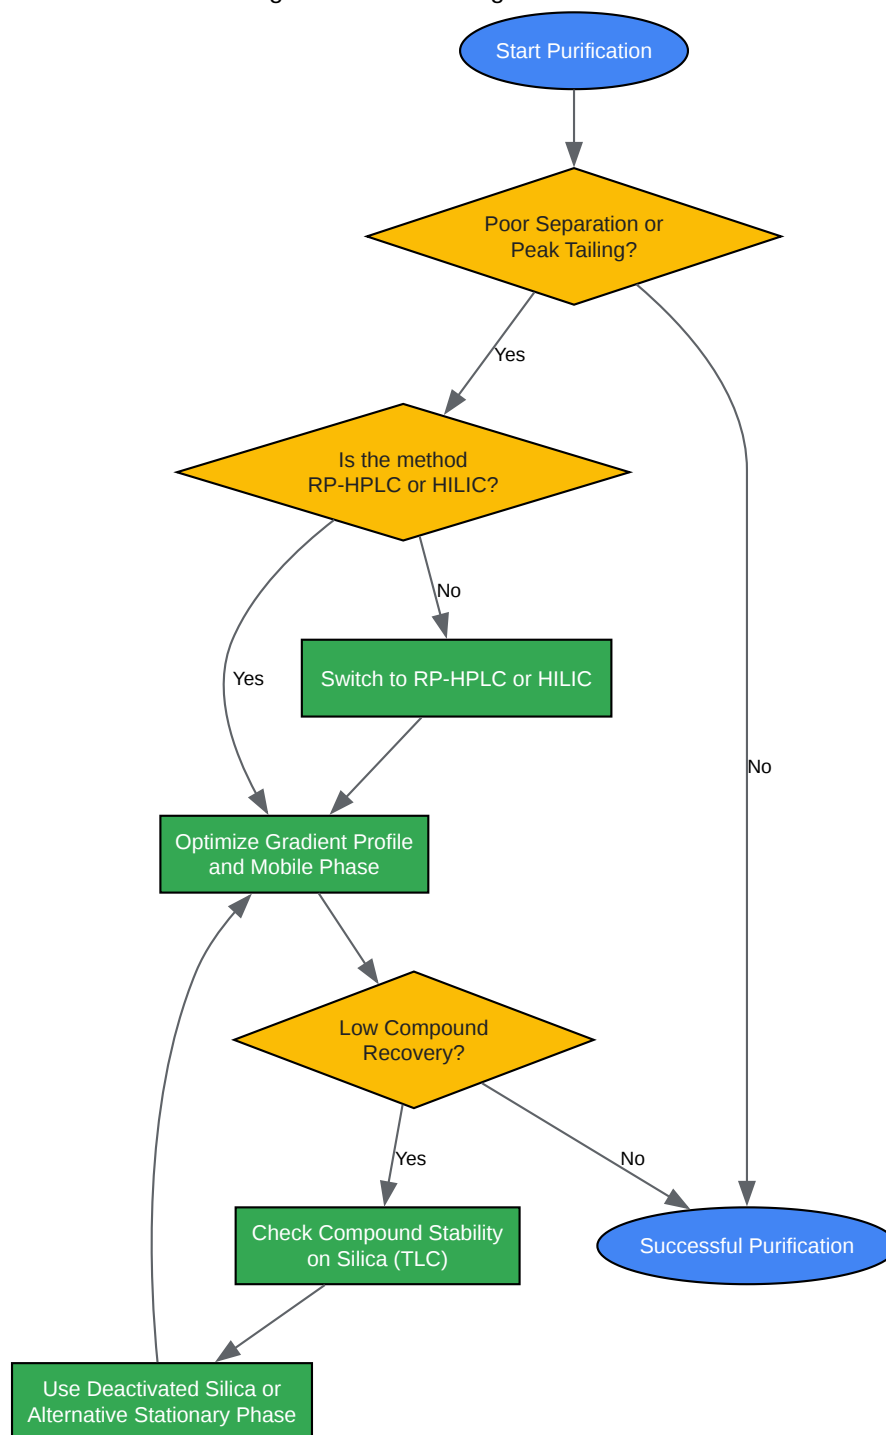 Start Purification
Poor Separation or
Peak Tailing?
Yes
Is the method
RP-HPLC or HILIC?
No
Switch to RP-HPLC or HILIC
Yes
No
Optimize Gradient Profile
and Mobile Phase
Low Compound
Recovery?
Yes
No
Check Compound Stability
on Silica (TLC)
Successful Purification
Use Deactivated Silica or
Alternative Stationary Phase